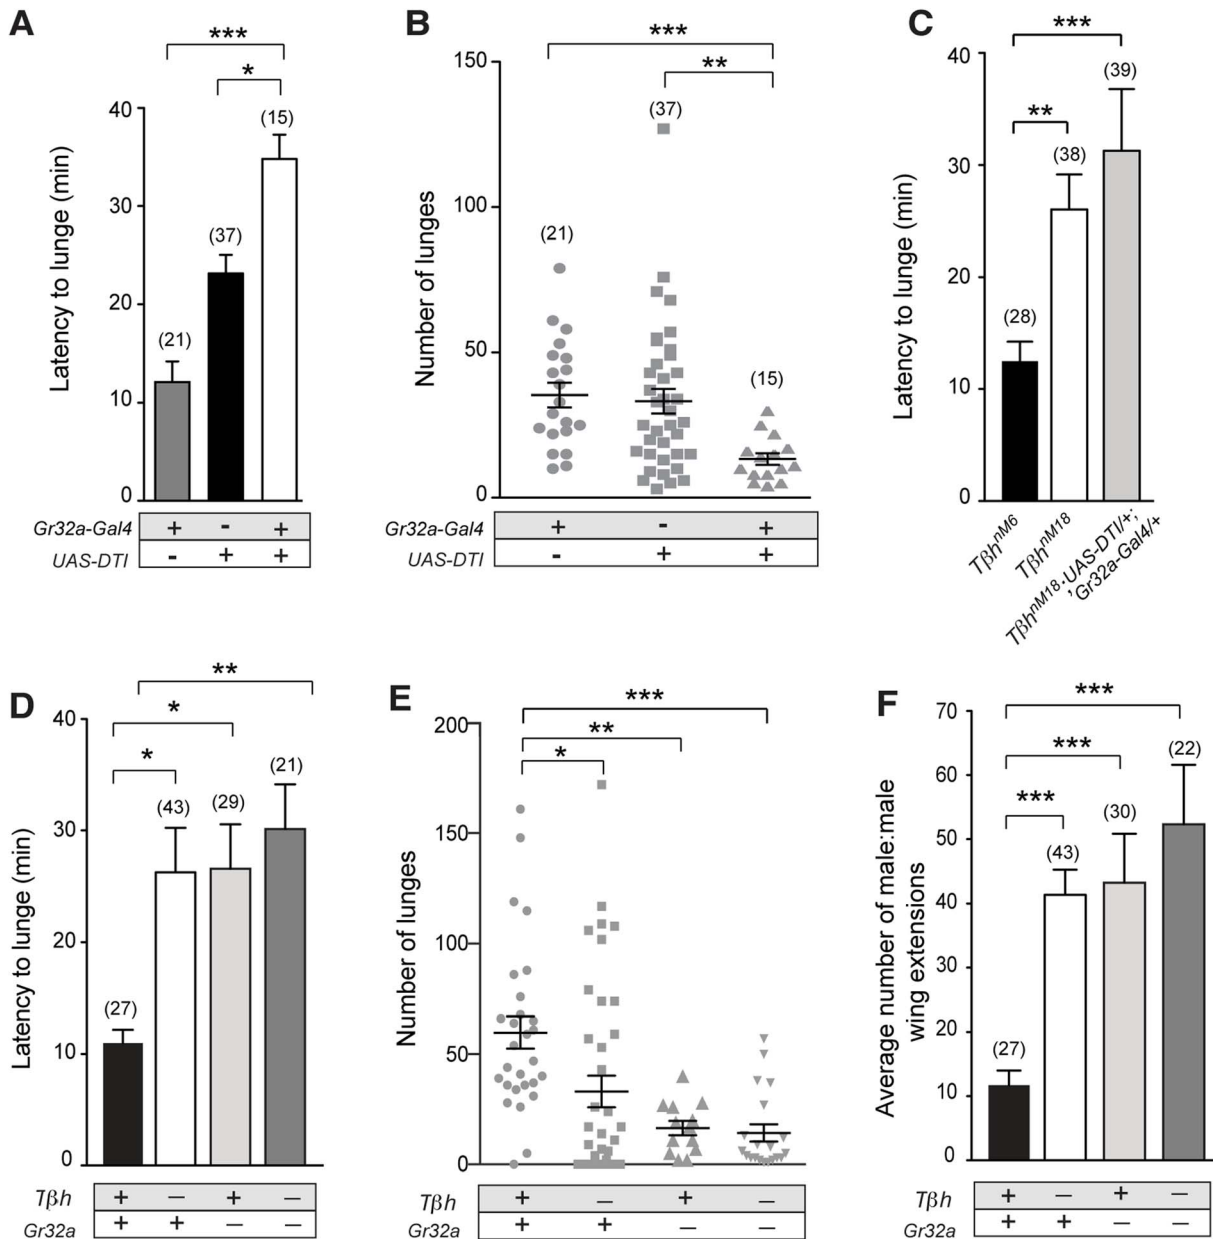 A
***
*
(15)
(37)
(21)
40
30
20
10
0
Latency to lunge (min)
Gr32a-Gal4 + - +
UAS-DTI - + +
B
***
**
(37)
(21)
(15)
150
100
50
0
Number of lunges
Gr32a-Gal4 + - +
UAS-DTI - + +
C
***
**
(39)
(38)
(28)
40
30
20
10
0
Latency to lunge (min)
Tβh^nM6
Tβh^nM18
Tβh^nM18;UAS-DTI/+;
;Gr32a-Gal4/+
D
**
*
*
(21)
(43)
(29)
(27)
40
30
20
10
0
Latency to lunge (min)
Tβh + – + –
Gr32a + + – –
E
***
**
*
200
150
100
50
0
Number of lunges
Tβh + – + –
Gr32a + + – –
F
***
***
***
(22)
(30)
(43)
(27)
70
60
50
40
30
20
10
0
Average number of male:male
wing extensions
Tβh + – + –
Gr32a + + – –